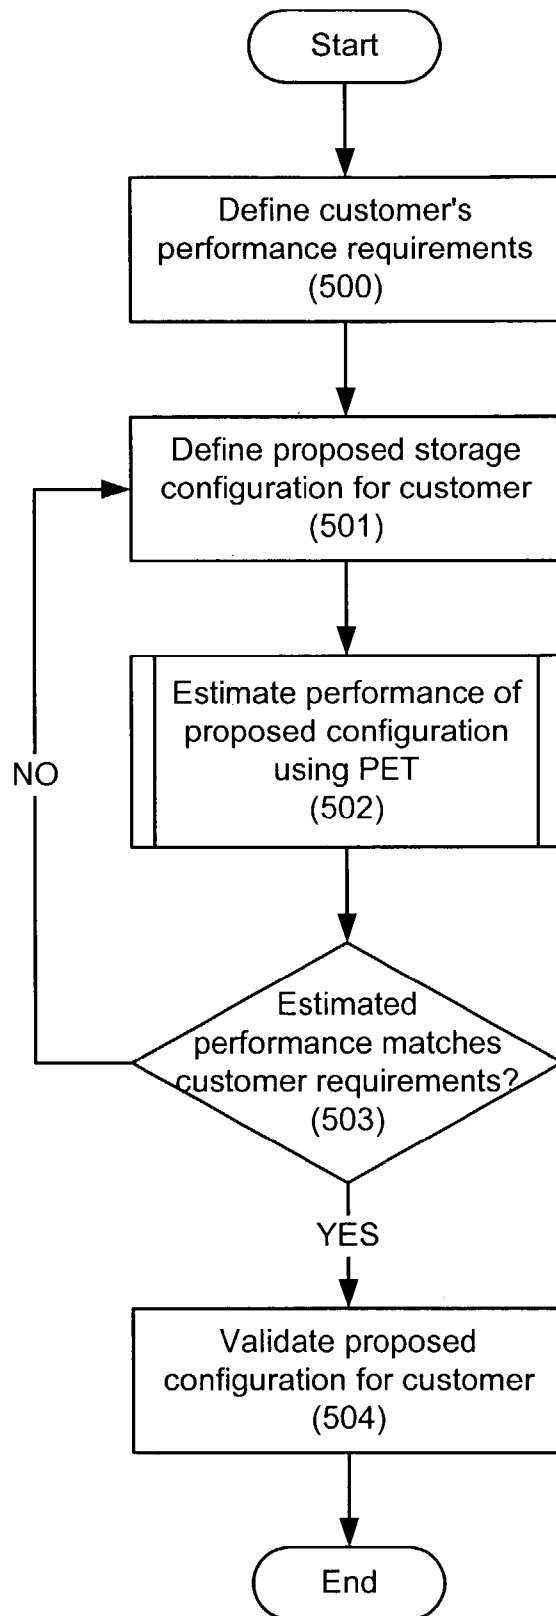 Start
Define customer's
performance requirements
(500)
Define proposed storage
configuration for customer
(501)
Estimate performance of
proposed configuration
using PET
(502)
NO
Estimated
performance matches
customer requirements?
(503)
YES
Validate proposed
configuration for customer
(504)
End